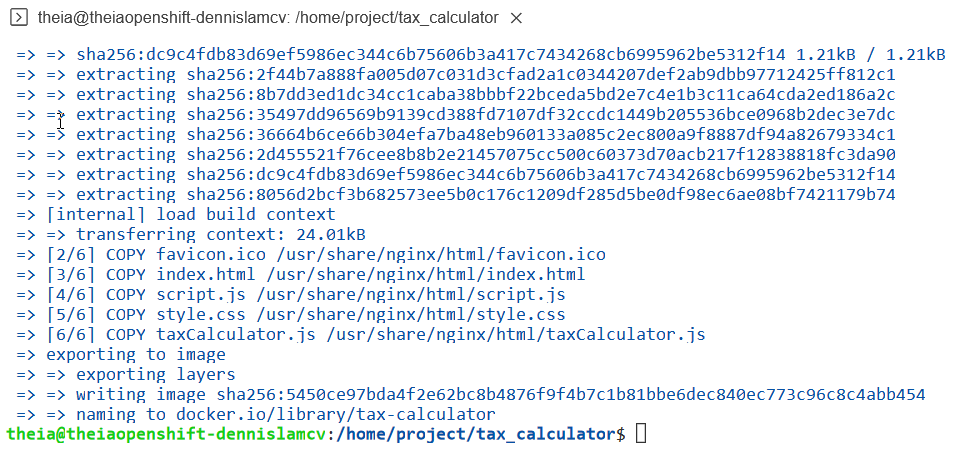 theia@theiaopenshift-dennislamcv: /home/project/tax_calculator ×
=> => sha256:dc9c4fdb83d69ef5986ec344c6b75606b3a417c7434268cb6995962be5312f14 1.21kB / 1.21kB
=> => extracting sha256:2f44b7a888fa005d07c031d3cfad2a1c0344207def2ab9dbb97712425ff812c1
=> => extracting sha256:8b7dd3ed1dc34cc1caba38bbbf22bceda5bd2e7c4e1b3c11ca64cda2ed186a2c
=> => extracting sha256:35497dd96569b9139cd388fd7107df32ccdc1449b205536bce0968b2dec3e7dc
=> => extracting sha256:36664b6ce66b304efa7ba48eb960133a085c2ec800a9f8887df94a82679334c1
=> => extracting sha256:2d455521f76cee8b8b2e21457075cc500c60373d70acb217f12838818fc3da90
=> => extracting sha256:dc9c4fdb83d69ef5986ec344c6b75606b3a417c7434268cb6995962be5312f14
=> => extracting sha256:8056d2bcf3b682573ee5b0c176c1209df285d5be0df98ec6ae08bf7421179b74
=> [internal] load build context
=> => transferring context: 24.01kB
=> [2/6] COPY favicon.ico /usr/share/nginx/html/favicon.ico
=> [3/6] COPY index.html /usr/share/nginx/html/index.html
=> [4/6] COPY script.js /usr/share/nginx/html/script.js
=> [5/6] COPY style.css /usr/share/nginx/html/style.css
=> [6/6] COPY taxCalculator.js /usr/share/nginx/html/taxCalculator.js
=> exporting to image
=> => exporting layers
=> => writing image sha256:5450ce97bda4f2e62bc8b4876f9f4b7c1b81bbe6dec840ec773c96c8c4abb454
=> => naming to docker.io/library/tax-calculator
theia@theiaopenshift-dennislamcv:/home/project/tax_calculator$